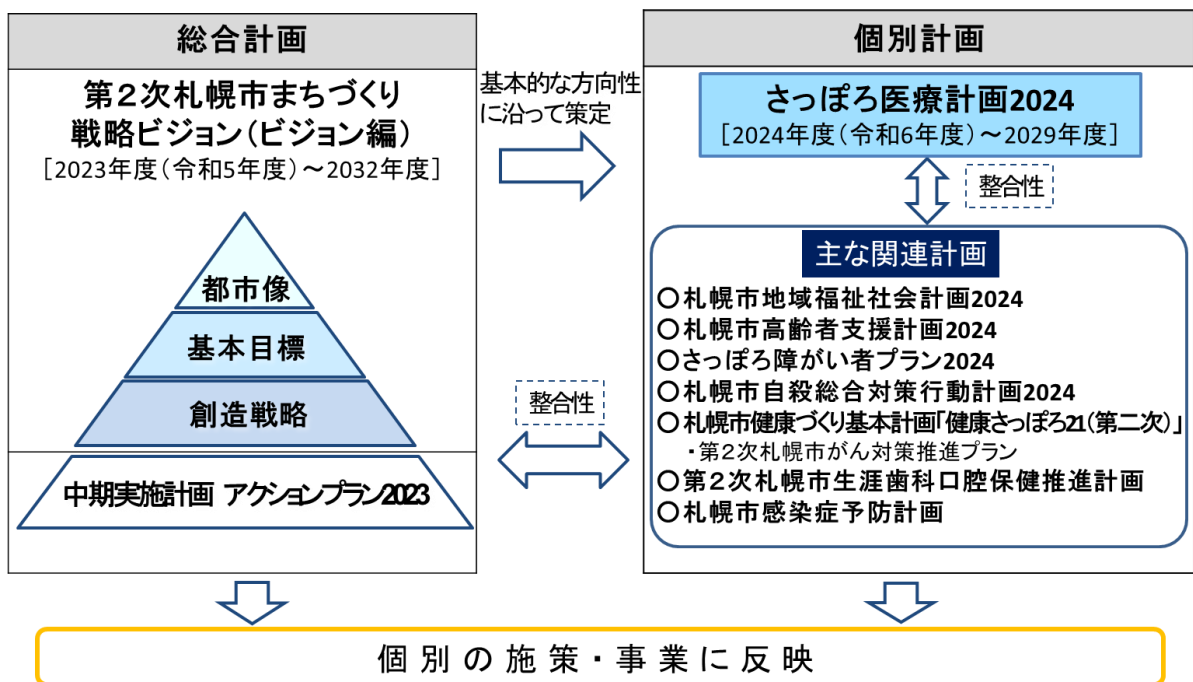 総合計画
第２次札幌市まちづくり
戦略ビジョン（ビジョン編）
［2023年度（令和5年度）～2032年度］
都市像
基本目標
創造戦略
中期実施計画 アクションプラン2023
基本的な方向性
に沿って策定
整合性
個別計画
さっぽろ医療計画2024
［2024年度（令和6年度）～2029年度］
整合性
主な関連計画
〇札幌市地域福祉社会計画2024
〇札幌市高齢者支援計画2024
〇さっぽろ障がい者プラン2024
〇札幌市自殺総合対策行動計画2024
〇札幌市健康づくり基本計画「健康さっぽろ21（第二次）」
・第２次札幌市がん対策推進プラン
〇第２次札幌市生涯歯科口腔保健推進計画
〇札幌市感染症予防計画
個別の施策・事業に反映